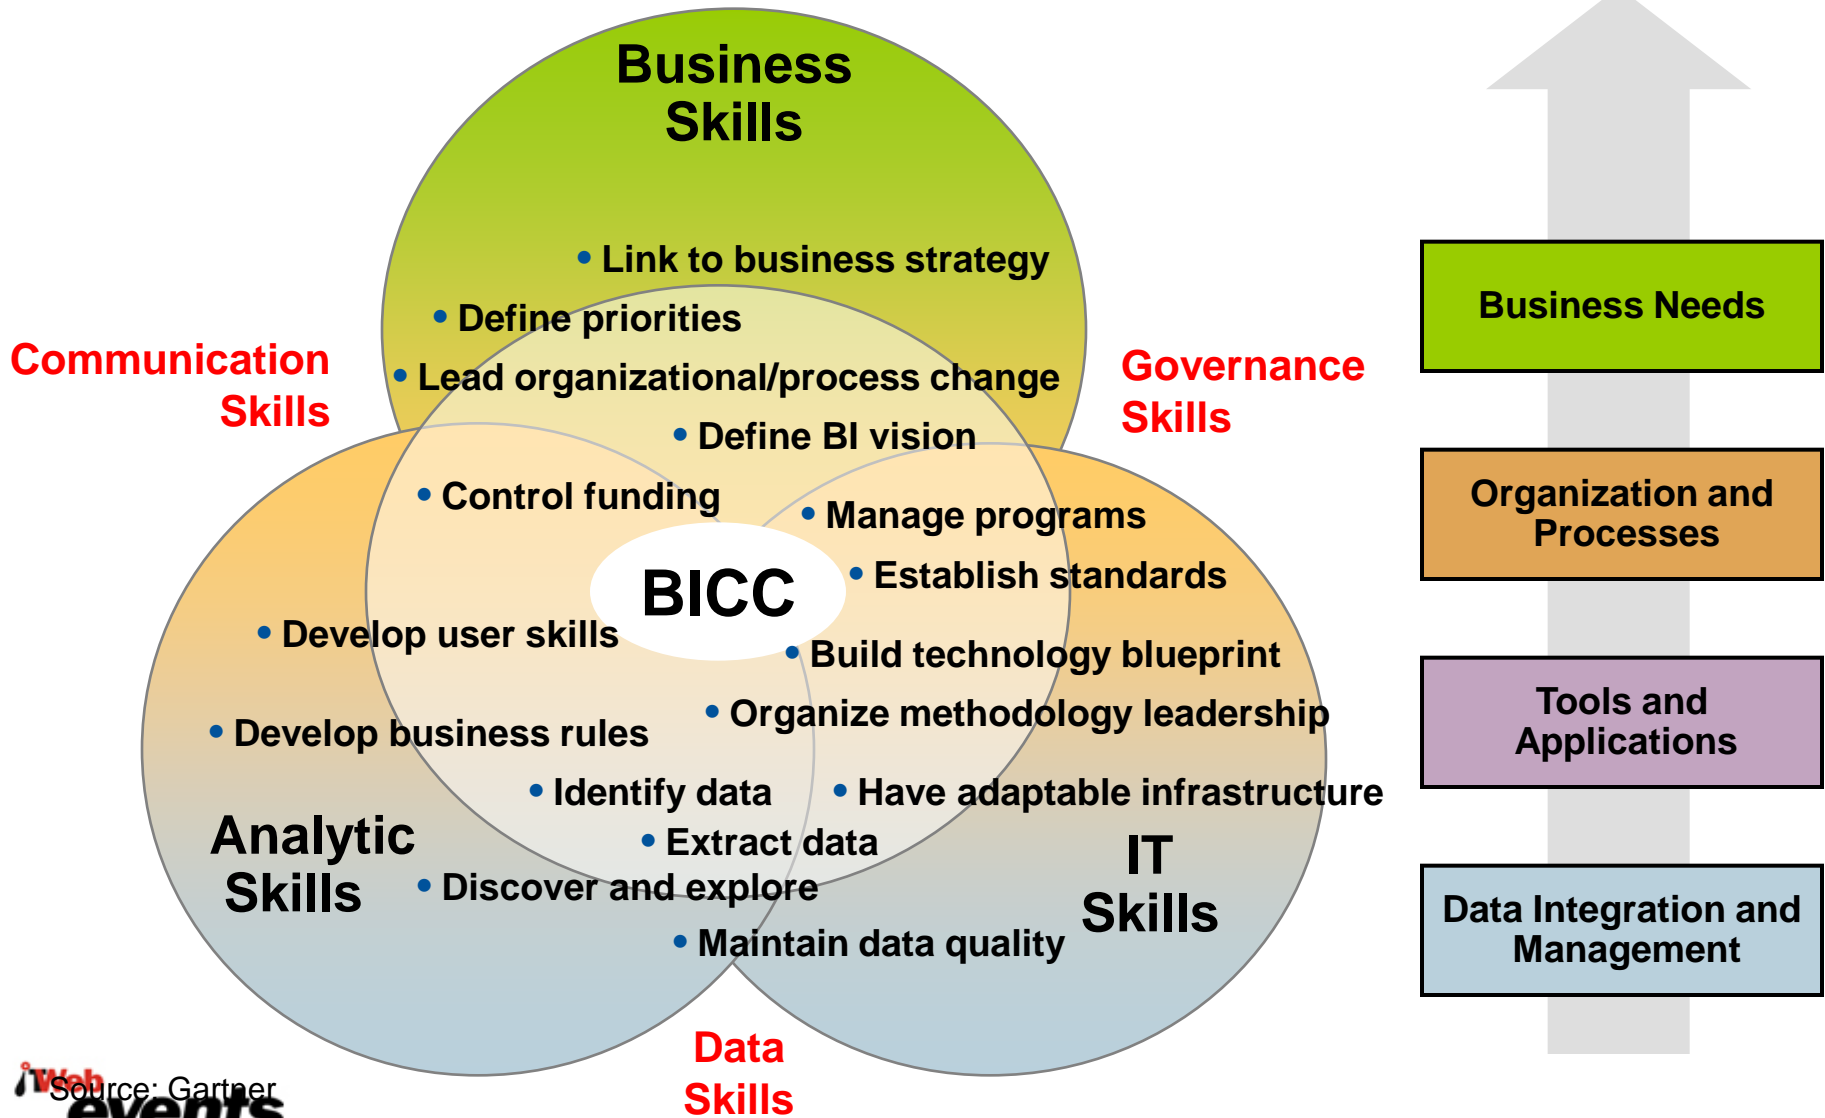 Business
Skills
• Link to business strategy
• Define priorities
• Lead organizational/process change
• Define BI vision
• Control funding
Communication
Skills
Governance
Skills
• Manage programs
• Establish standards
BICC
• Develop user skills
• Build technology blueprint
• Organize methodology leadership
• Develop business rules
• Identify data
• Have adaptable infrastructure
• Extract data
• Discover and explore
• Maintain data quality
Analytic
Skills
IT
Skills
Data
Skills
Business Needs
Organization and
Processes
Tools and
Applications
Data Integration and
Management
iTWeb
Source: Gartner
events